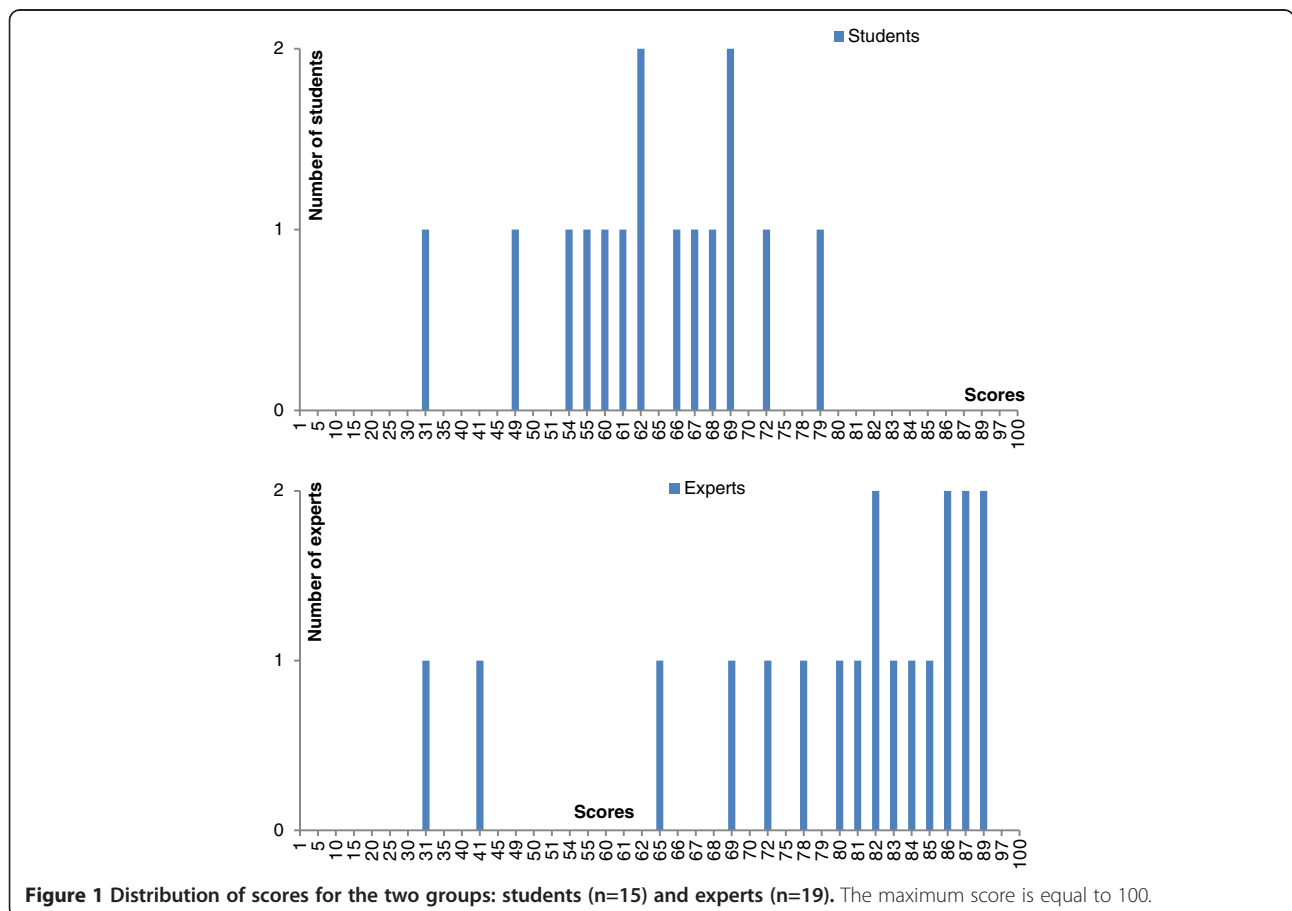 Students
Number of students
2
1
0
Scores
1 5 10 15 20 25 30 31 35 40 41 45 49 50 51 54 55 60 61 62 65 66 67 68 69 70 72 75 78 79 80 81 82 83 84 85 86 87 89 97 100
Experts
Number of experts
2
1
0
Scores
1 5 10 15 20 25 30 31 35 40 41 45 49 50 51 54 55 60 61 62 65 66 67 69 70 72 75 78 79 80 81 82 83 84 85 86 87 89 97 100
Figure 1 Distribution of scores for the two groups: students (n=15) and experts (n=19). The maximum score is equal to 100.